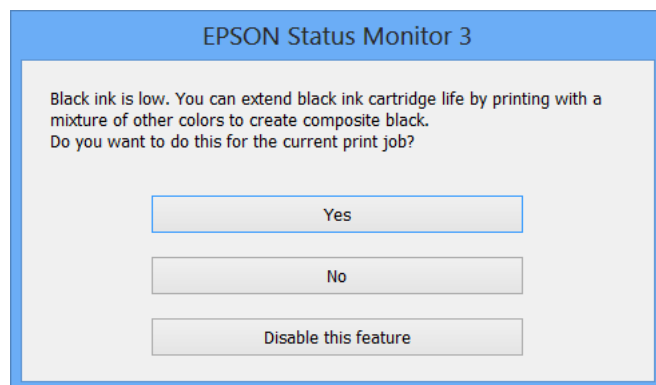 EPSON Status Monitor 3
Black ink is low. You can extend black ink cartridge life by printing with a
mixture of other colors to create composite black.
Do you want to do this for the current print job?
Yes
No
Disable this feature